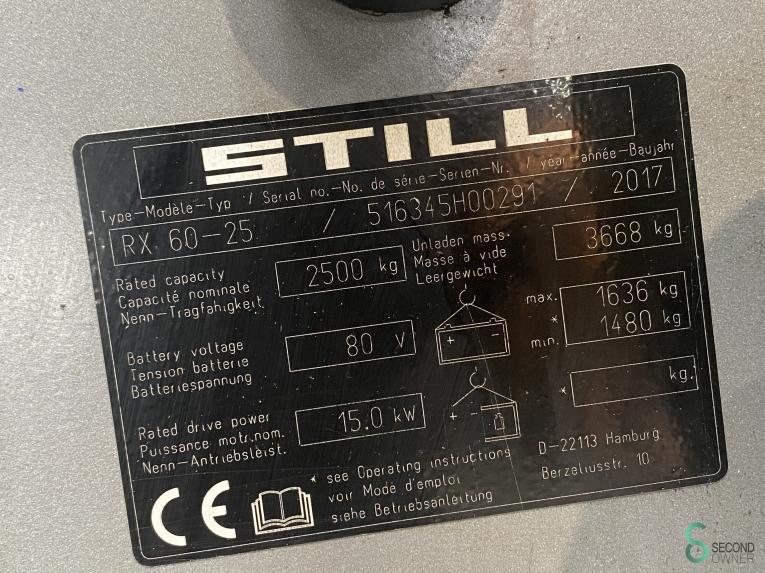 STILL
Type-Modèle-Typ / Serial no.-No. de série-Serien-Nr. / year-année-Baujahr
RX 60-25 / 516345H00291 / 2017
Rated capacity
Capacité nominale
Nenn-Tragfähigkeit
2500 kg
Unladen mass.
Masse à vide
Leergewicht
3668 kg
Battery voltage
Tension batterie
Batteriespannung
80 V
+ -
max. 1636 kg
*
min. 1480 kg
Rated drive power
Puissance motr.nom.
Nenn-Antriebsleist.
15.0 kW
+ -
* kg.
* see Operating instructions
voir Mode d'emploi
siehe Betriebsanleitung
D-22113 Hamburg
Berzeliusstr. 10
CE
SECOND
OWNER